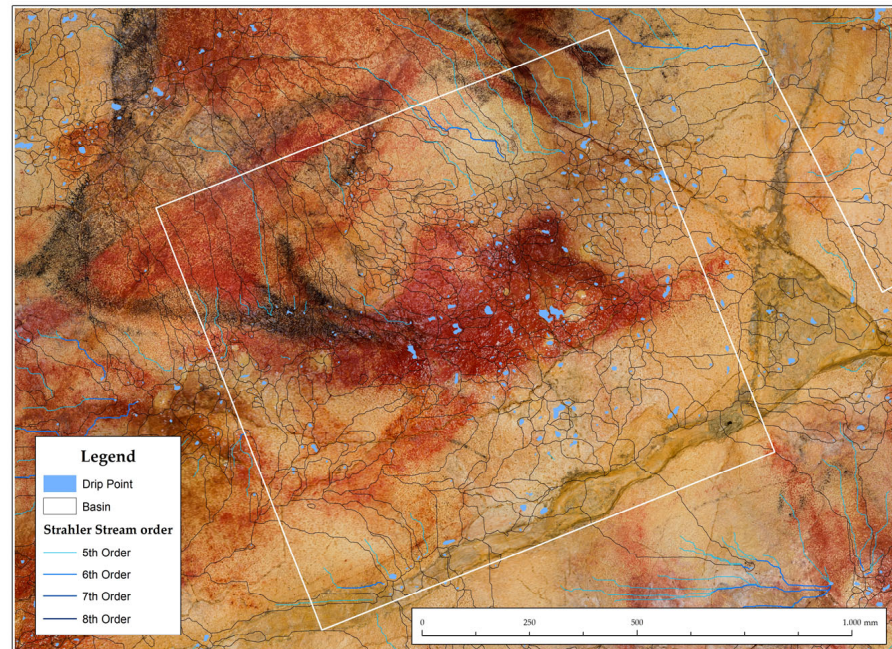 Legend
Drip Point
Basin
Strahler Stream order
5th Order
6th Order
7th Order
8th Order
0 250 500 1.000 mm